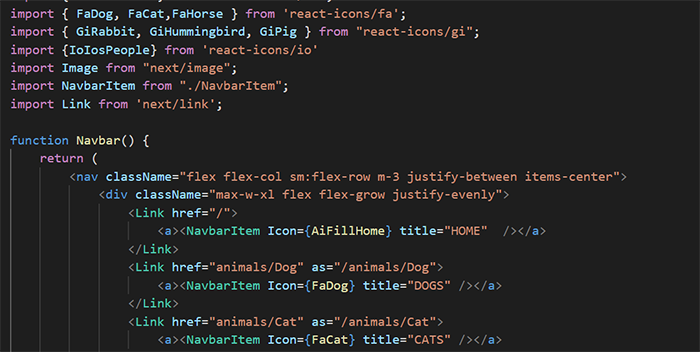 import { FaDog, FaCat,FaHorse } from 'react-icons/fa';
import { GiRabbit, GiHummingbird, GiPig } from "react-icons/gi";
import {IoIosPeople} from 'react-icons/io'
import Image from "next/image";
import NavbarItem from "./NavbarItem";
import Link from 'next/link';
function Navbar() {
return (
<nav className="flex flex-col sm:flex-row m-3 justify-between items-center">
<div className="max-w-xl flex flex-grow justify-evenly">
<Link href="/">
<a><NavbarItem Icon={AiFillHome} title="HOME"  /></a>
</Link>
<Link href="animals/Dog" as="/animals/Dog">
<a><NavbarItem Icon={FaDog} title="DOGS" /></a>
</Link>
<Link href="animals/Cat" as="/animals/Cat">
<a><NavbarItem Icon={FaCat} title="CATS" /></a>